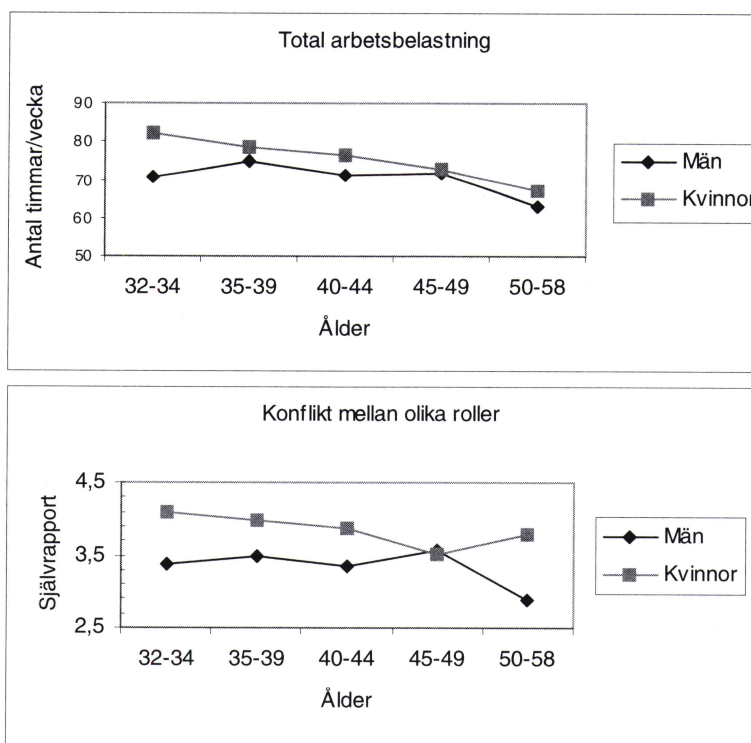 Total arbetsbelastning
Antal timmar/vecka
90
80
70
60
50
32-34 35-39 40-44 45-49 50-58
Ålder
Män
Kvinnor
Konflikt mellan olika roller
Självrapport
4,5
3,5
2,5
32-34 35-39 40-44 45-49 50-58
Ålder
Män
Kvinnor